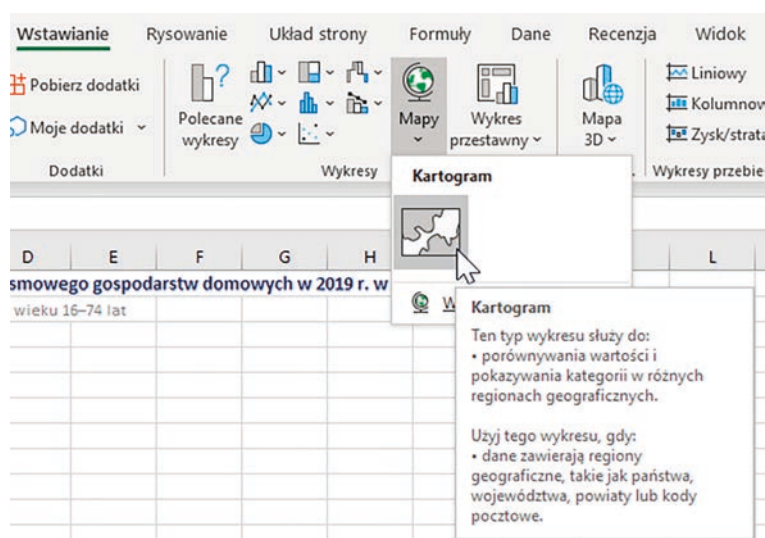 Wstawianie Rysowanie Układ strony Formuły Dane Recenzja Widok
Pobierz dodatki
Moje dodatki
Dodatki
Polecane
wykresy
Wykresy
Mapy
Wykres
przestawny
Mapa
3D
Liniowy
Kolumnow
Zysk/strata
Wykresy przebie
Kartogram
D E F G H L
smowego gospodarstw domowych w 2019 r. w
wieku 16–74 lat
W
Kartogram
Ten typ wykresu służy do:
• porównywania wartości i
pokazywania kategorii w różnych
regionach geograficznych.
Użyj tego wykresu, gdy:
• dane zawierają regiony
geograficzne, takie jak państwa,
województwa, powiaty lub kody
pocztowe.